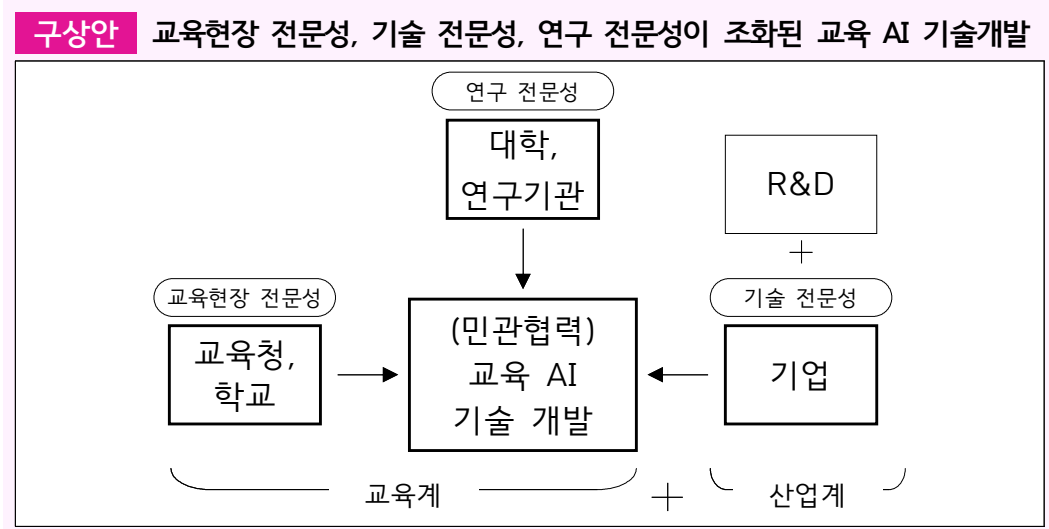 구상안 교육현장 전문성, 기술 전문성, 연구 전문성이 조화된 교육 AI 기술개발
연구 전문성
대학,
연구기관
R&D
+
교육현장 전문성
기술 전문성
교육청,
학교
(민관협력)
교육 AI
기술 개발
기업
교육계 + 산업계